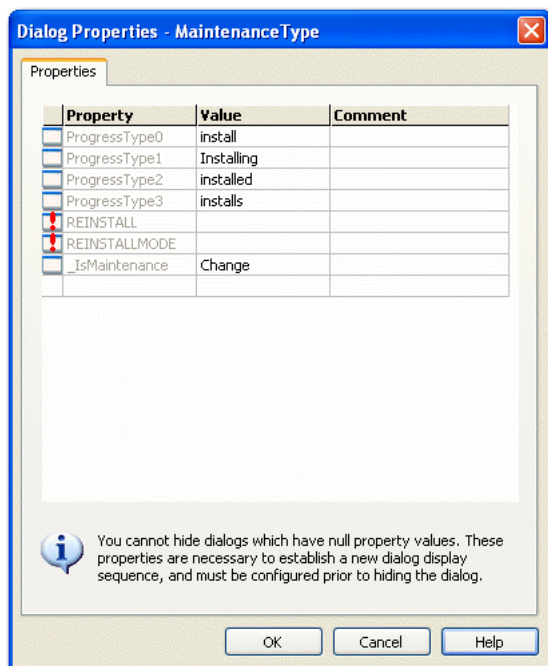 Dialog Properties - MaintenanceType
Properties
Property Value Comment
ProgressType0 install
ProgressType1 Installing
ProgressType2 installed
ProgressType3 installs
REINSTALL
REINSTALLMODE
_IsMaintenance Change
You cannot hide dialogs which have null property values. These
properties are necessary to establish a new dialog display
sequence, and must be configured prior to hiding the dialog.
OK Cancel Help